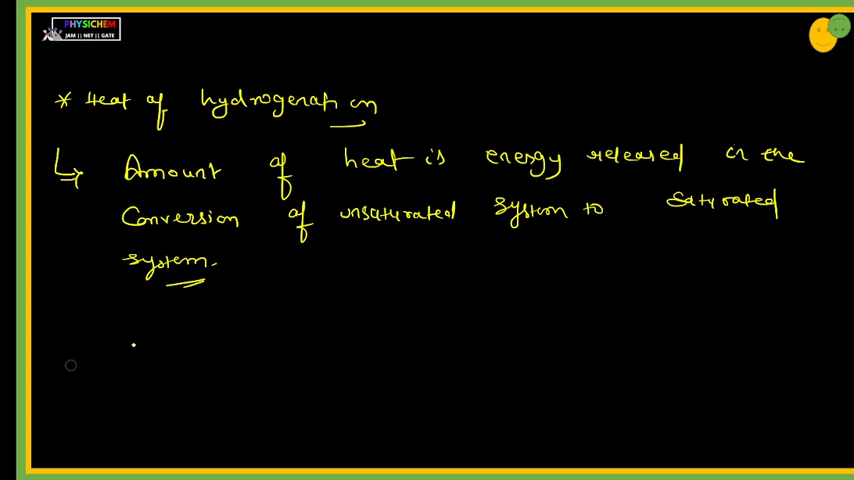 PHYSICHEM
JAM || NET || GATE
* Heat of hydrogenation
↳ Amount of heat is energy released in the
Conversion of unsaturated system to saturated
system.